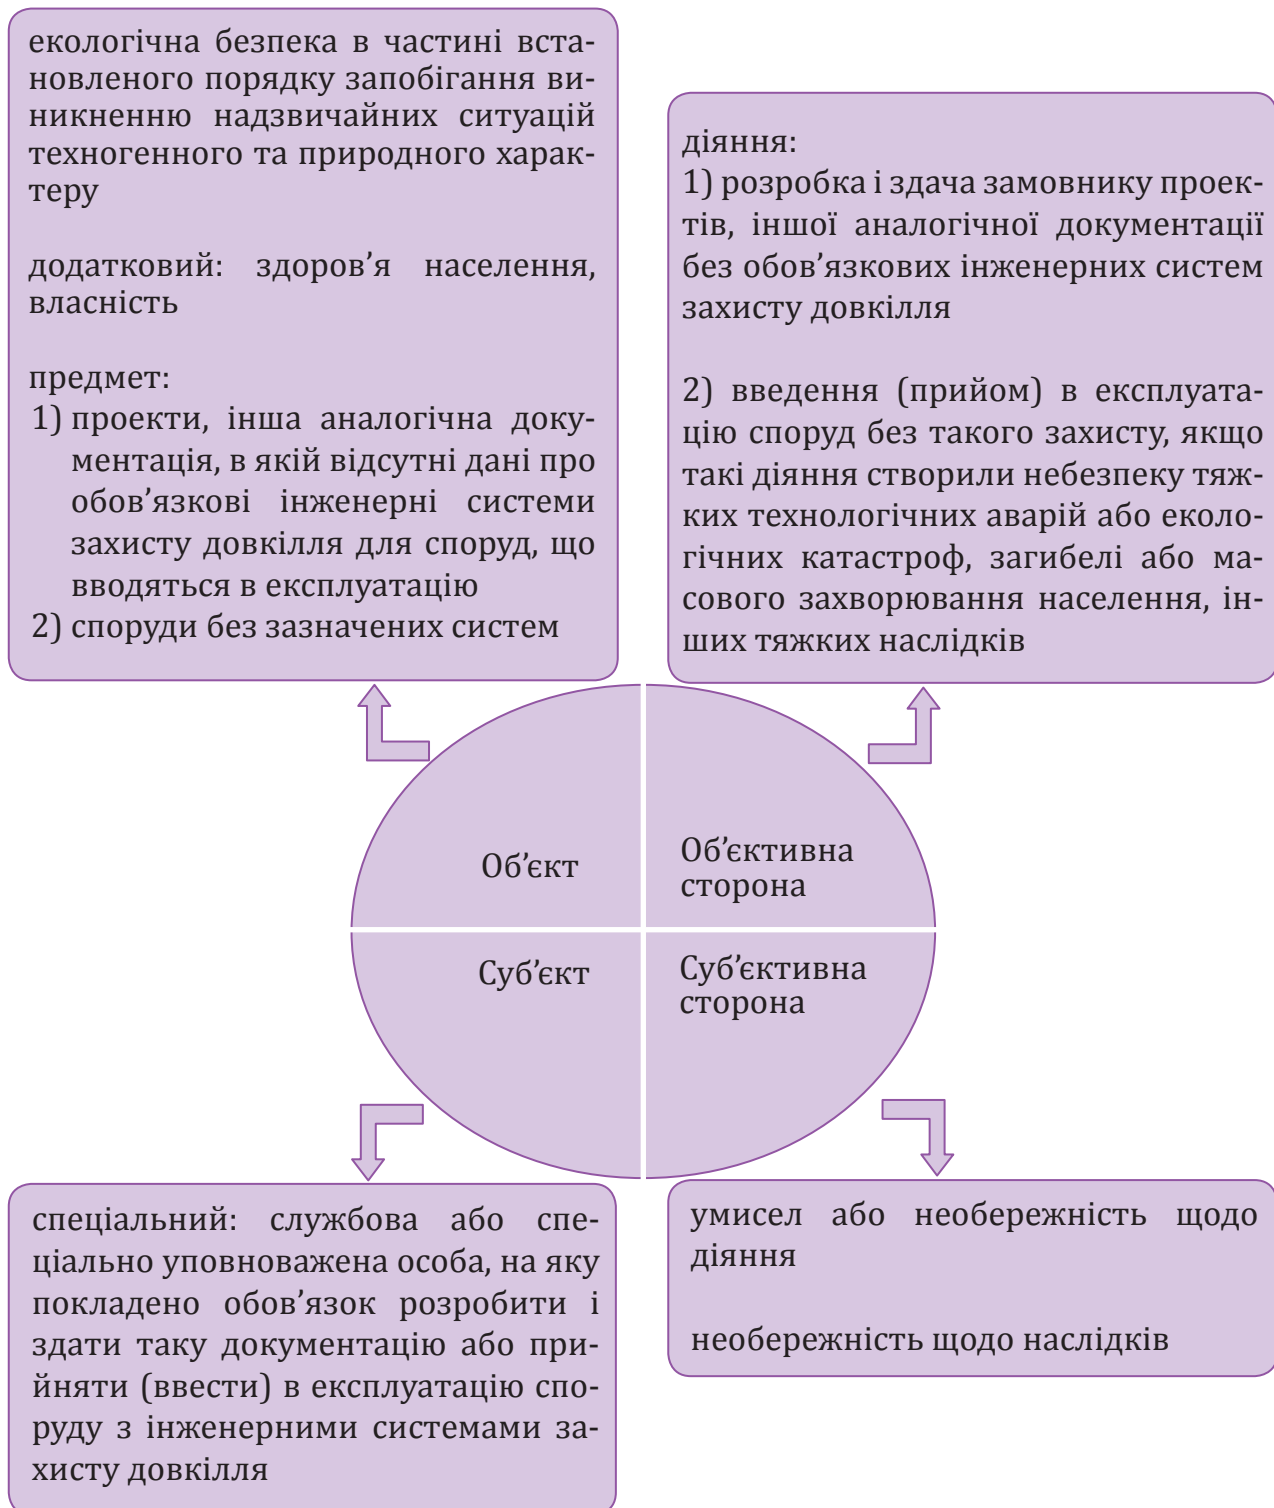 екологічна безпека в частині вста-
новленого порядку запобігання ви-
никненню надзвичайних ситуацій
техногенного та природного харак-
теру
додатковий: здоров’я населення,
власність
предмет:
1) проекти, інша аналогічна доку-
ментація, в якій відсутні дані про
обов’язкові інженерні системи
захисту довкілля для споруд, що
вводяться в експлуатацію
2) споруди без зазначених систем
діяння:
1) розробка і здача замовнику проек-
тів, іншої аналогічної документації
без обов’язкових інженерних систем
захисту довкілля
2) введення (прийом) в експлуата-
цію споруд без такого захисту, якщо
такі діяння створили небезпеку тяж-
ких технологічних аварій або еколо-
гічних катастроф, загибелі або ма-
сового захворювання населення, ін-
ших тяжких наслідків
Об’єкт
Об’єктивна
сторона
Суб’єкт
Суб’єктивна
сторона
спеціальний: службова або спе-
ціально уповноважена особа, на яку
покладено обов’язок розробити і
здати таку документацію або при-
йняти (ввести) в експлуатацію спо-
руду з інженерними системами за-
хисту довкілля
умисел або необережність щодо
діяння
необережність щодо наслідків